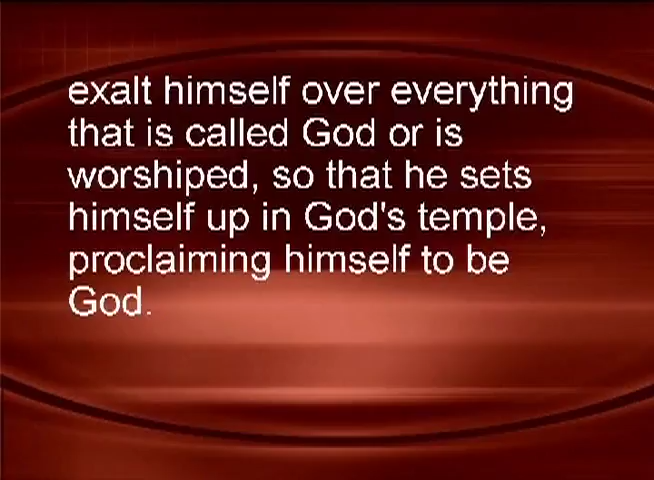 exalt himself over everything
that is called God or is
worshiped, so that he sets
himself up in God's temple,
proclaiming himself to be
God.